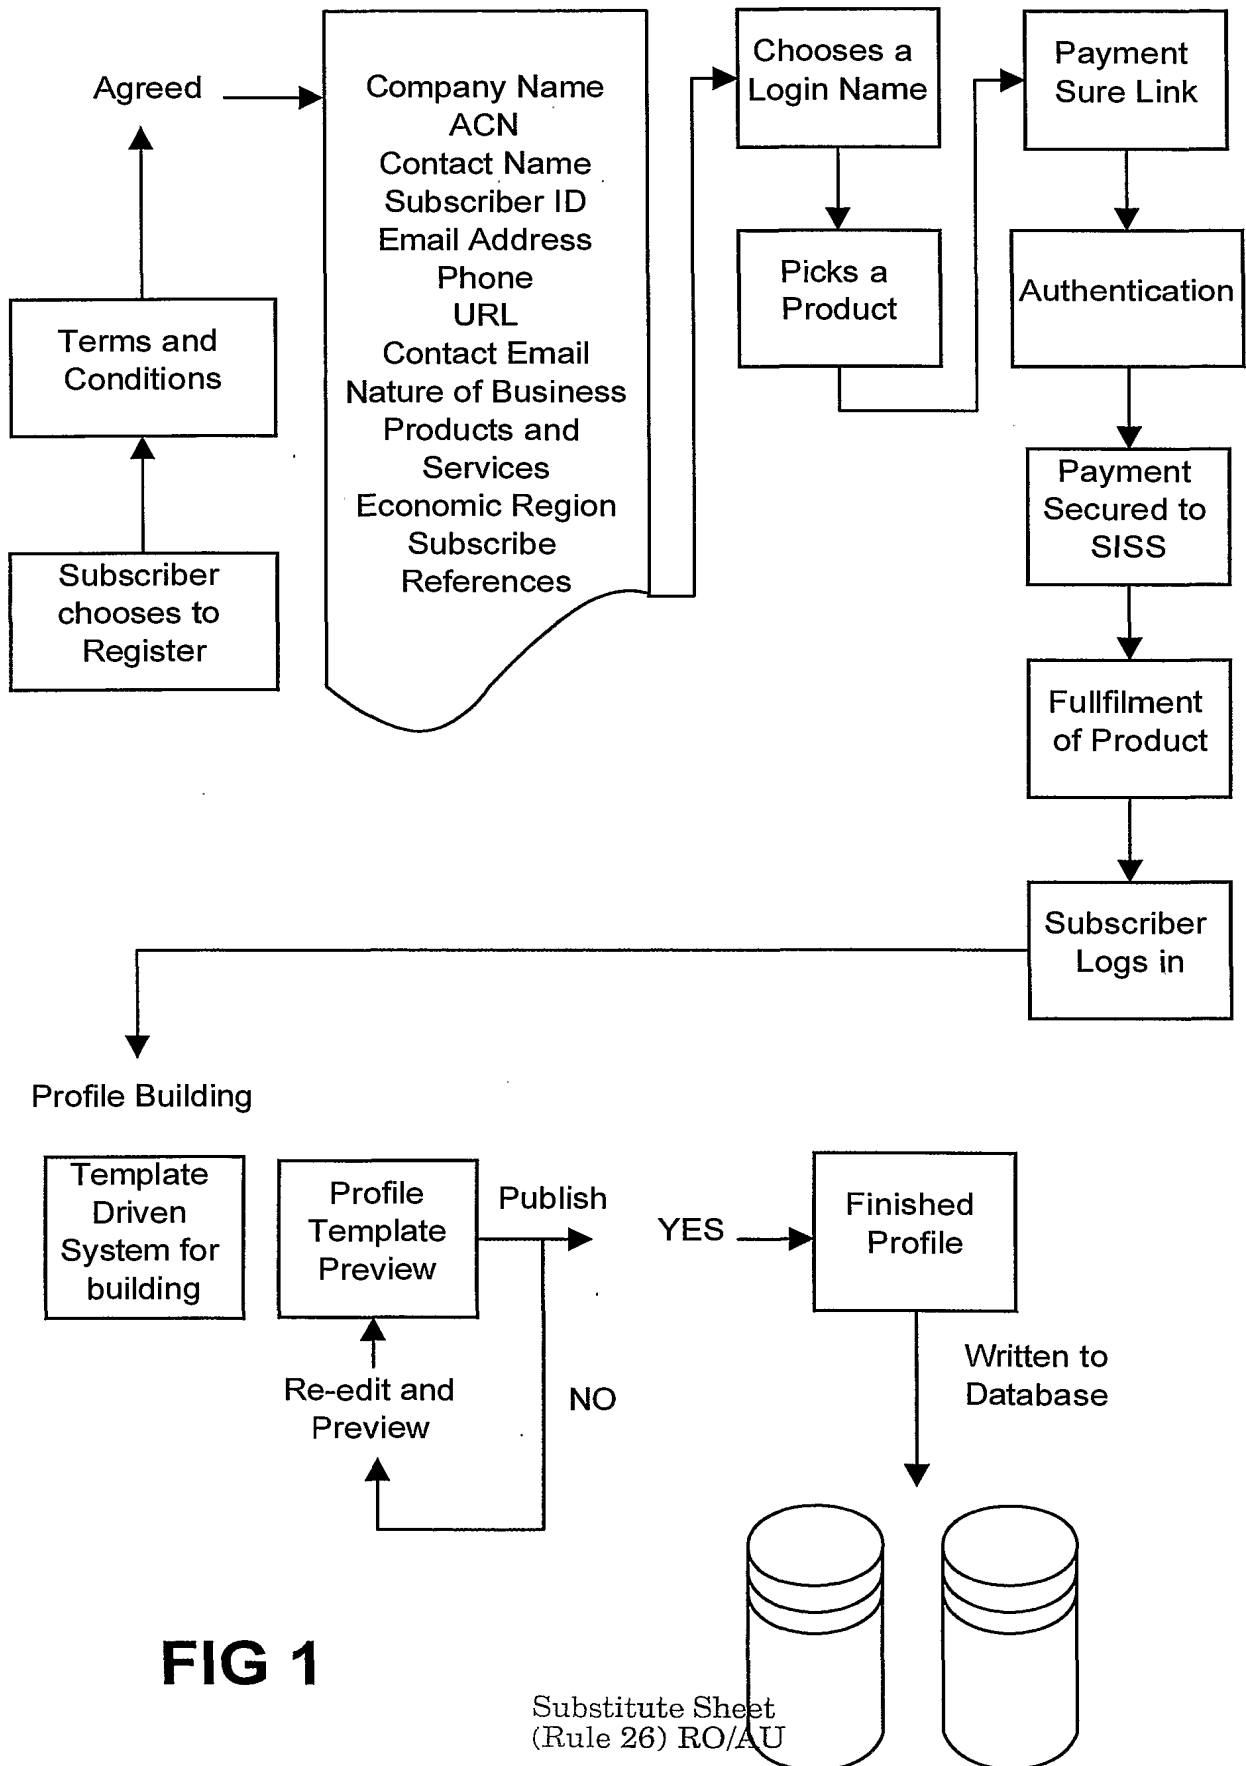 Agreed
Terms and
Conditions
Subscriber
chooses to
Register
Company Name
ACN
Contact Name
Subscriber ID
Email Address
Phone
URL
Contact Email
Nature of Business
Products and
Services
Economic Region
Subscribe
References
Chooses a
Login Name
Picks a
Product
Payment
Sure Link
Authentication
Payment
Secured to
SISS
Fullfilment
of Product
Subscriber
Logs in
Profile Building
Template
Driven
System for
building
Profile
Template
Preview
Publish
Re-edit and
Preview
NO
YES
Finished
Profile
Written to
Database
FIG 1
Substitute Sheet
(Rule 26) RO/AU